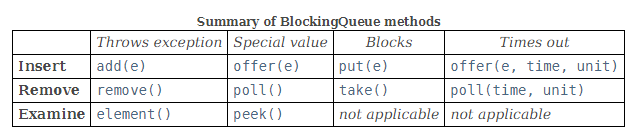 Summary of BlockingQueue methods
Throws exception Special value Blocks Times out
Insert add(e) offer(e) put(e) offer(e, time, unit)
Remove remove() poll() take() poll(time, unit)
Examine element() peek() not applicable not applicable